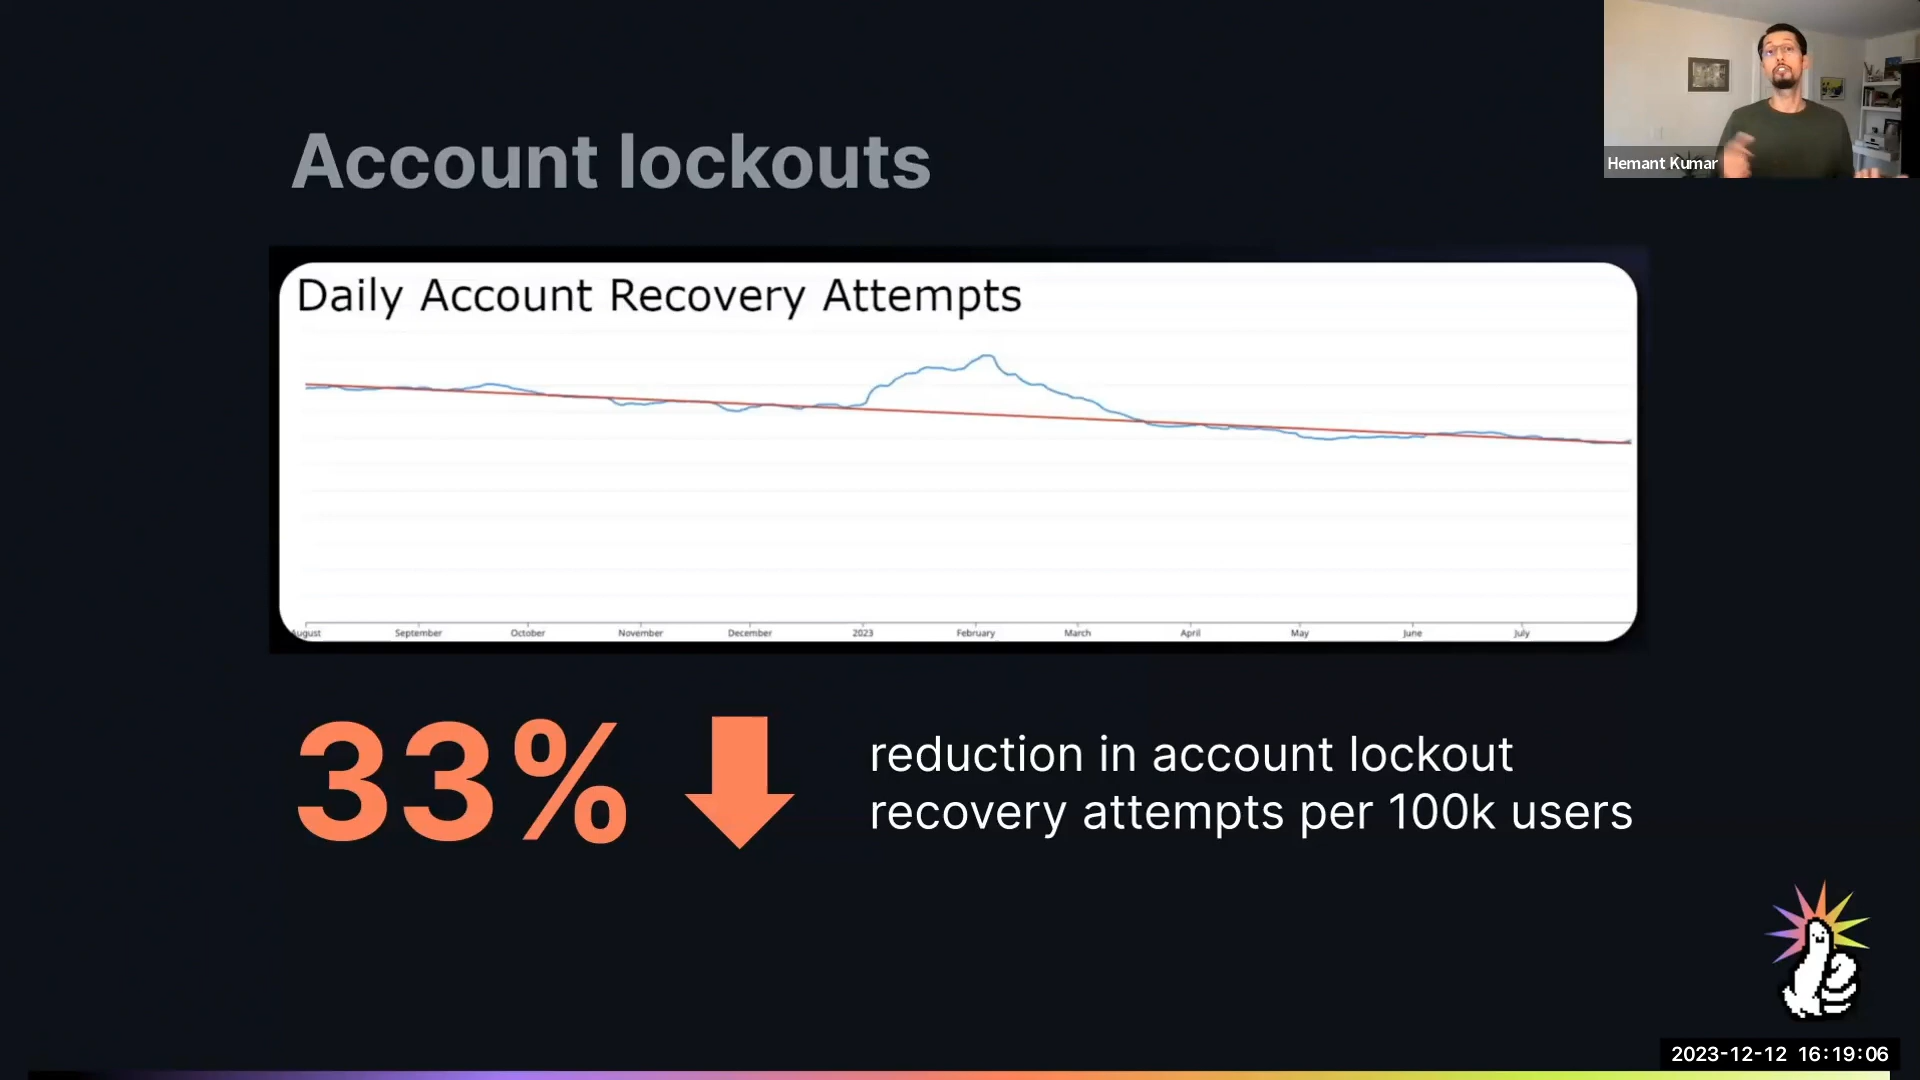 Hemant Kumar
Account lockouts
Daily Account Recovery Attempts
August September October November December 2023 February March April May June July
33%
reduction in account lockout
recovery attempts per 100k users
2023-12-12 16:19:06